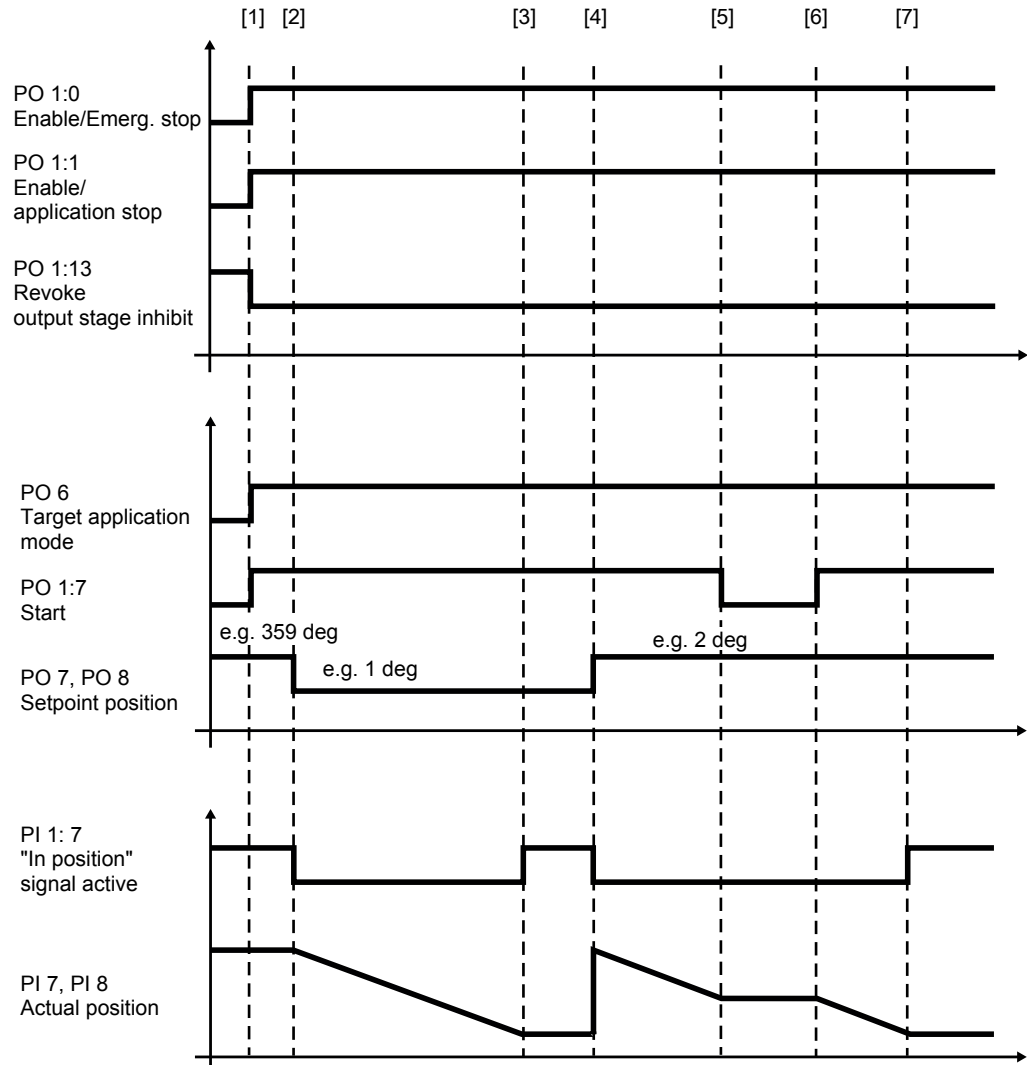 [1] [2] [3] [4] [5] [6] [7]
PO 1:0
Enable/Emerg. stop
PO 1:1
Enable/
application stop
PO 1:13
Revoke
output stage inhibit
PO 6
Target application
mode
PO 1:7
Start
e.g. 359 deg
e.g. 1 deg
e.g. 2 deg
PO 7, PO 8
Setpoint position
PI 1: 7
"In position"
signal active
PI 7, PI 8
Actual position